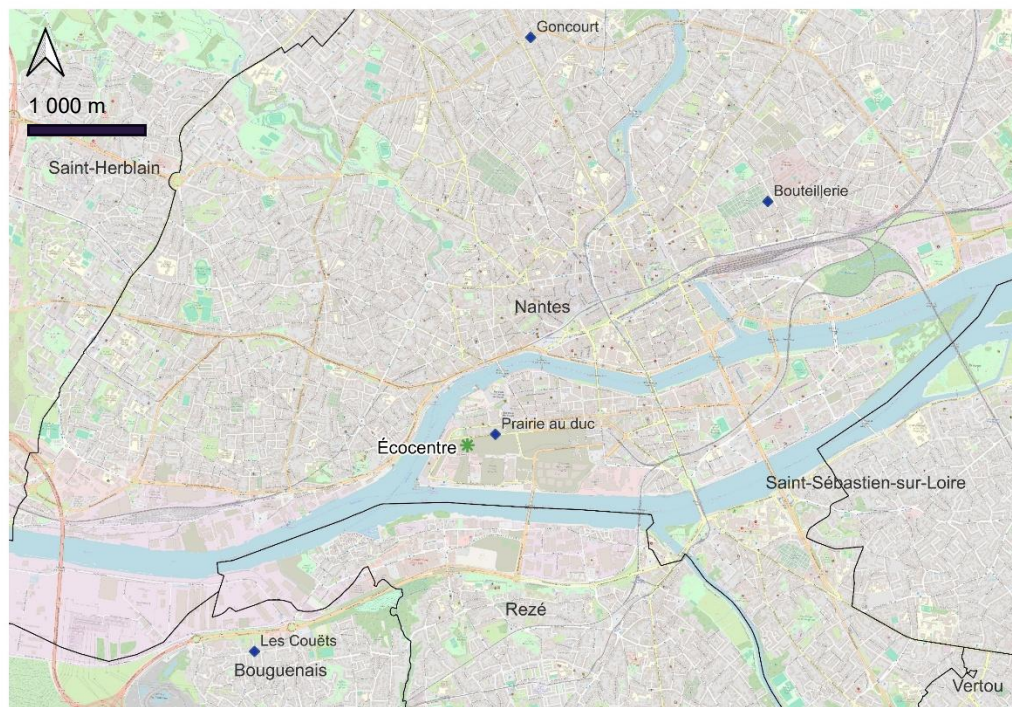 Goncourt
1 000 m
Saint-Herblain
Bouteillerie
Nantes
Prairie au duc
Écocentre
Saint-Sébastien-sur-Loire
Rezé
Les Couëts
Bouguenais
Vertou